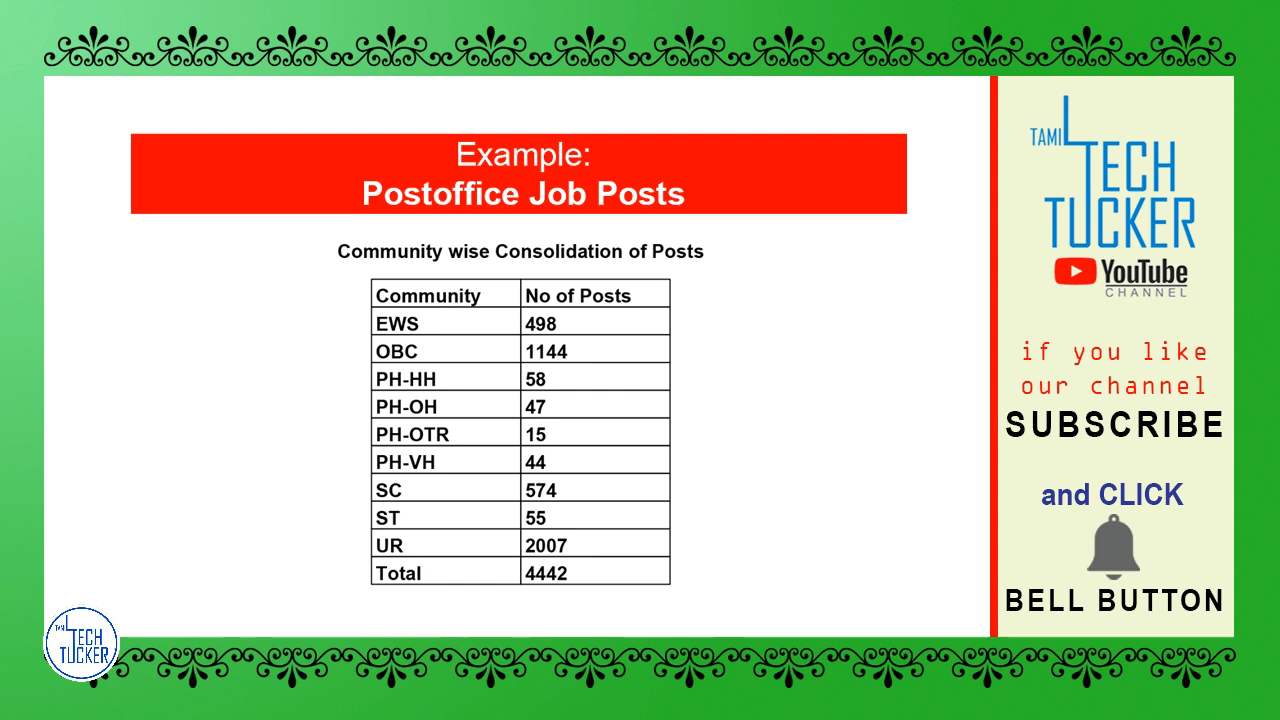 Example:
Postoffice Job Posts
Community wise Consolidation of Posts
Community No of Posts
EWS 498
OBC 1144
PH-HH 58
PH-OH 47
PH-OTR 15
PH-VH 44
SC 574
ST 55
UR 2007
Total 4442
TAMIL
TECH
TUCKER
YouTube
CHANNEL
if you like
our channel
SUBSCRIBE
and CLICK
BELL BUTTON
TAMIL
TECH
TUCKER